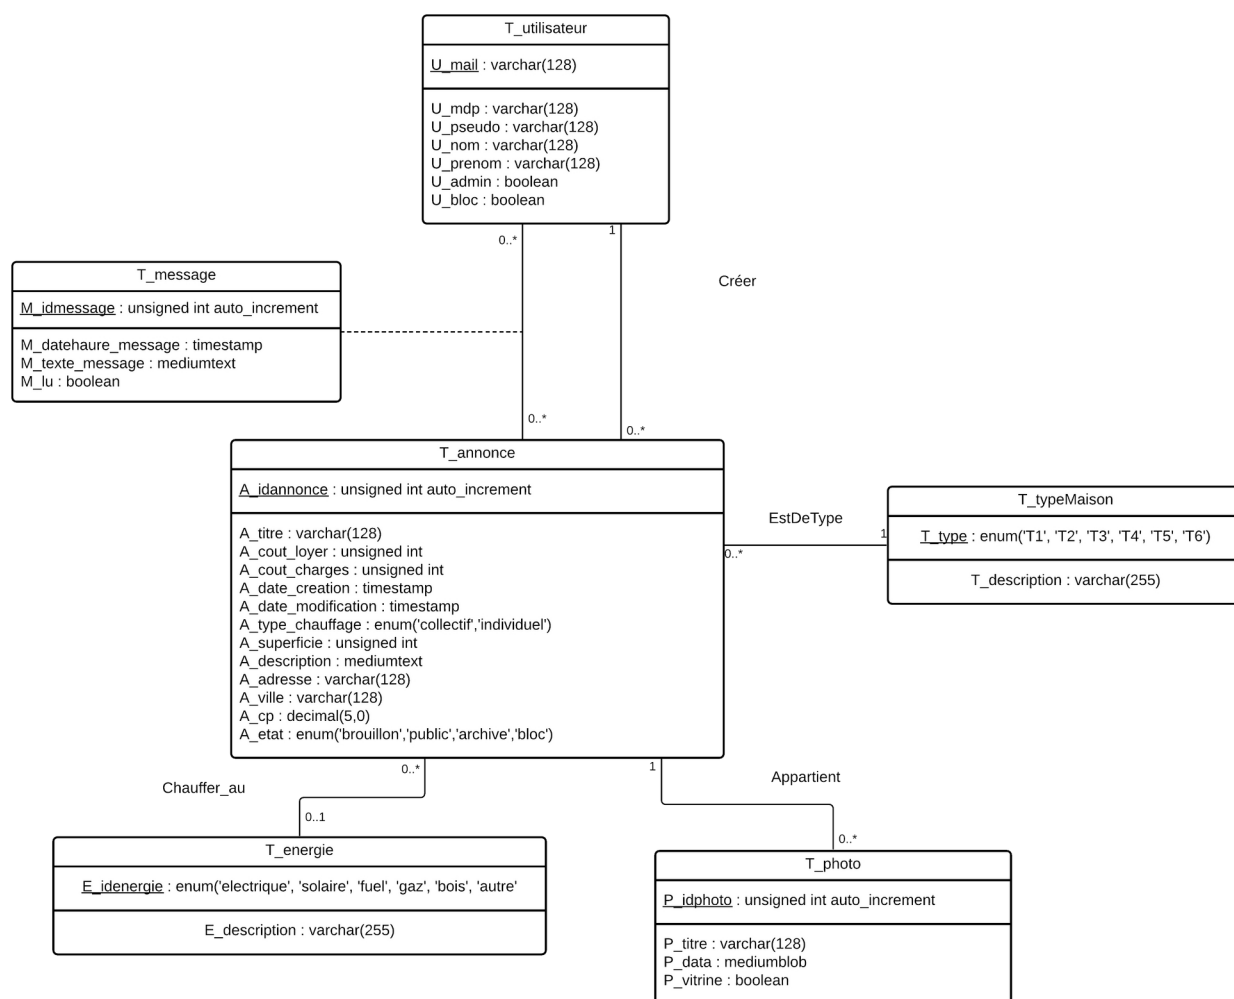 T_utilisateur
U_mail : varchar(128)
U_mdp : varchar(128)
U_pseudo : varchar(128)
U_nom : varchar(128)
U_prenom : varchar(128)
U_admin : boolean
U_bloc : boolean
0..*
1
Créer
T_message
M_idmessage : unsigned int auto_increment
M_datehaure_message : timestamp
M_texte_message : mediumtext
M_lu : boolean
0..*
0..*
T_annonce
A_idannonce : unsigned int auto_increment
A_titre : varchar(128)
A_cout_loyer : unsigned int
A_cout_charges : unsigned int
A_date_creation : timestamp
A_date_modification : timestamp
A_type_chauffage : enum('collectif','individuel')
A_superficie : unsigned int
A_description : mediumtext
A_adresse : varchar(128)
A_ville : varchar(128)
A_cp : decimal(5,0)
A_etat : enum('brouillon','public','archive','bloc')
EstDeType
0..*
1
T_typeMaison
T_type : enum('T1', 'T2', 'T3', 'T4', 'T5', 'T6')
T_description : varchar(255)
0..*
Chauffer_au
0..1
1
Appartient
0..*
T_energie
E_idenergie : enum('electrique', 'solaire', 'fuel', 'gaz', 'bois', 'autre'
E_description : varchar(255)
T_photo
P_idphoto : unsigned int auto_increment
P_titre : varchar(128)
P_data : mediumblob
P_vitrine : boolean